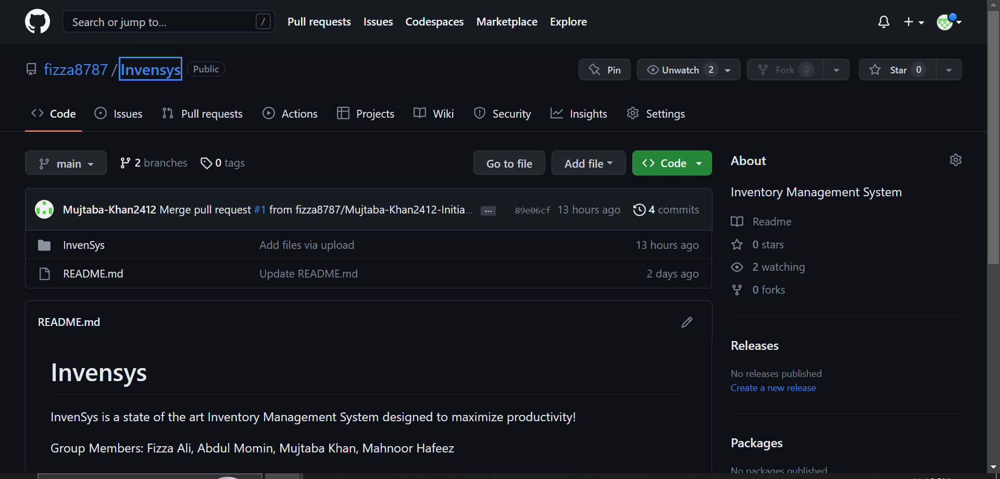 Search or jump to... / Pull requests Issues Codespaces Marketplace Explore
fizza8787 / Invensys Public Pin Unwatch 2 Fork 0 Star 0
Code Issues Pull requests Actions Projects Wiki Security Insights Settings
main 2 branches 0 tags Go to file Add file Code
Mujtaba-Khan2412 Merge pull request #1 from fizza8787/Mujtaba-Khan2412-Initia... ... 89e06cf 13 hours ago 4 commits
InvenSys Add files via upload 13 hours ago
README.md Update README.md 2 days ago
README.md
Invensys
InvenSys is a state of the art Inventory Management System designed to maximize productivity!
Group Members: Fizza Ali, Abdul Momin, Mujtaba Khan, Mahnoor Hafeez
About
Inventory Management System
Readme
0 stars
2 watching
0 forks
Releases
No releases published
Create a new release
Packages
No packages published